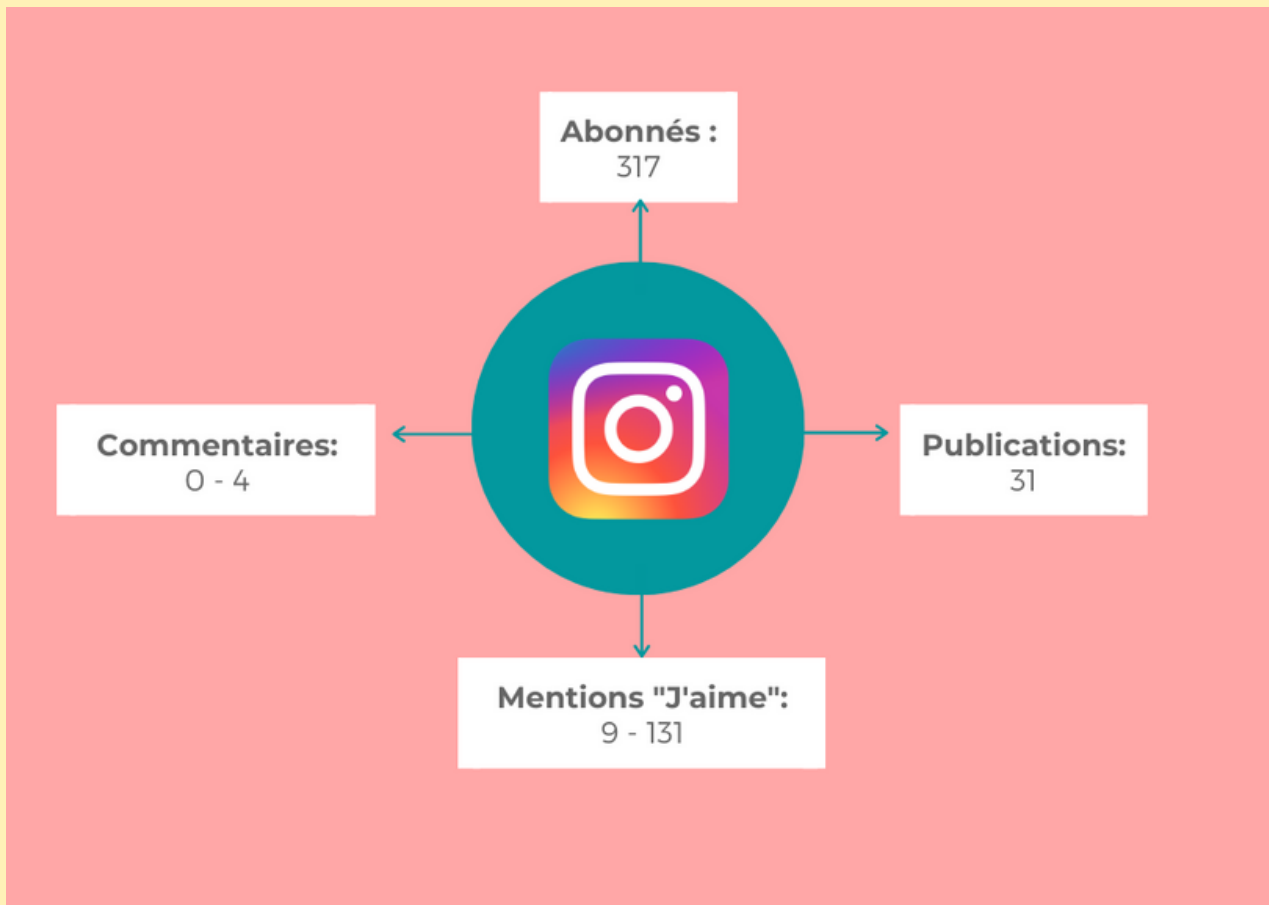 Abonnés :
317
Commentaires:
0 - 4
Publications:
31
Mentions "J'aime":
9 - 131